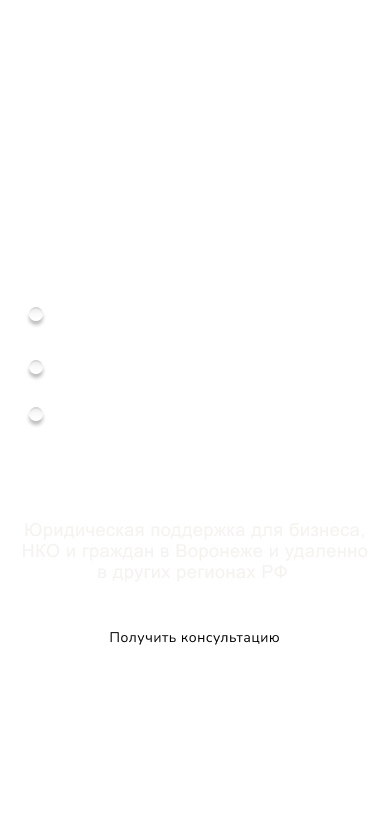 Юридическая поддержка для бизнеса,
НКО и граждан в Воронеже и удаленно
в других регионах РФ
Получить консультацию